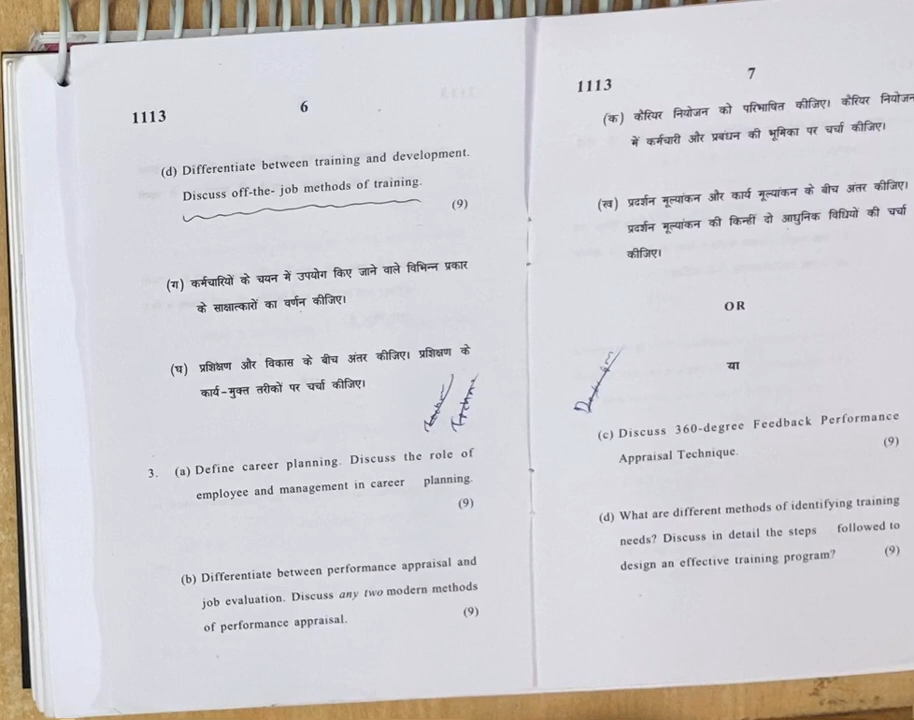 1113
6
(d) Differentiate between training and development.
Discuss off-the- job methods of training.
(9)
(ग) कर्मचारियों के चयन में उपयोग किए जाने वाले विभिन्न प्रकार
के साक्षात्कारों का वर्णन कीजिए।
(घ) प्रशिक्षण और विकास के बीच अंतर कीजिए। प्रशिक्षण के
कार्य-मुक्त तरीकों पर चर्चा कीजिए।
3. (a) Define career planning. Discuss the role of
employee and management in career planning.
(9)
(b) Differentiate between performance appraisal and
job evaluation. Discuss any two modern methods
of performance appraisal. (9)
1113
7
(क) कैरियर नियोजन को परिभाषित कीजिए। कैरियर नियोजन
में कर्मचारी और प्रबंधन की भूमिका पर चर्चा कीजिए।
(ख) प्रदर्शन मूल्यांकन और कार्य मूल्यांकन के बीच अंतर कीजिए।
प्रदर्शन मूल्यांकन की किन्हीं दो आधुनिक विधियों की चर्चा
कीजिए।
OR
या
(c) Discuss 360-degree Feedback Performance
Appraisal Technique. (9)
(d) What are different methods of identifying training
needs? Discuss in detail the steps followed to
design an effective training program? (9)